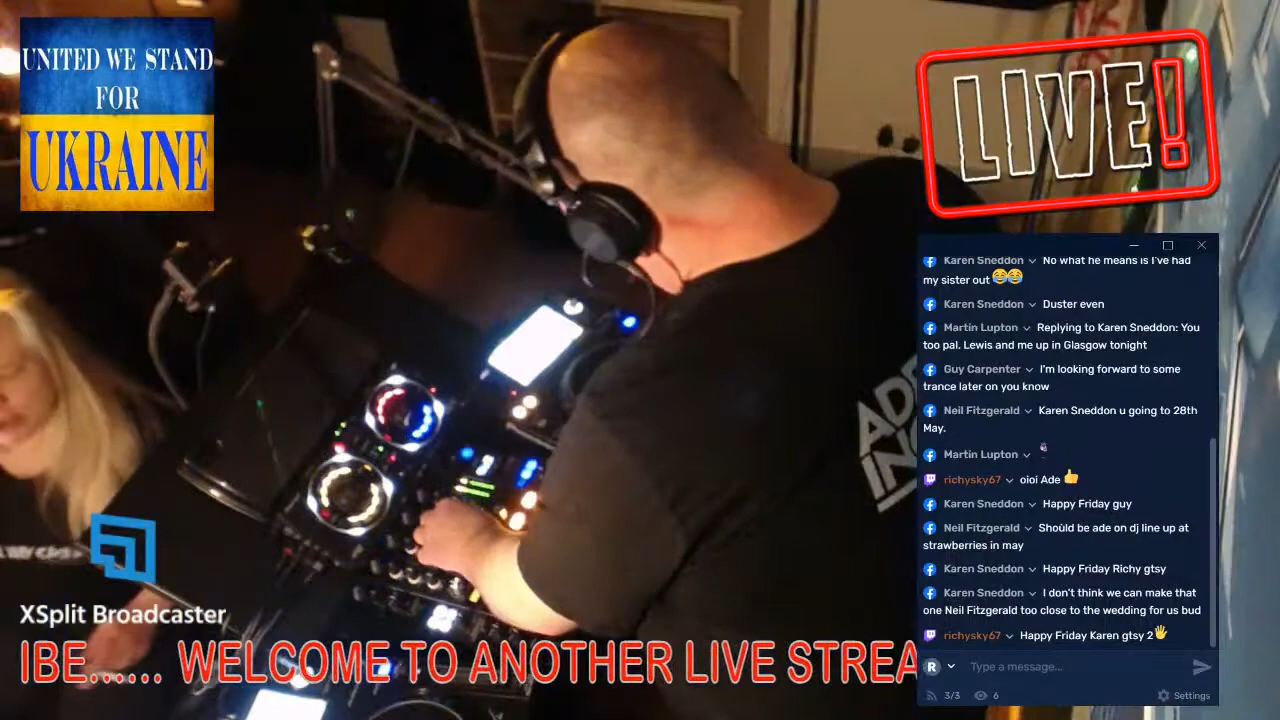 UNITED WE STAND
FOR
UKRAINE
LIVE!
Karen Sneddon No what he means is I've had
my sister out 😂😂
Karen Sneddon Duster even
Martin Lupton Replying to Karen Sneddon: You
too pal. Lewis and me up in Glasgow tonight
Guy Carpenter I'm looking forward to some
trance later on you know
Neil Fitzgerald Karen Sneddon u going to 28th
May.
Martin Lupton
richysky67 oioi Ade 👍
Karen Sneddon Happy Friday guy
Neil Fitzgerald Should be ade on dj line up at
strawberries in may
Karen Sneddon Happy Friday Richy gtsy
Karen Sneddon I don't think we can make that
one Neil Fitzgerald too close to the wedding for us bud
richysky67 Happy Friday Karen gtsy 2🖐
R Type a message...
3/3 6 Settings
XSplit Broadcaster
IBE...... WELCOME TO ANOTHER LIVE STREA